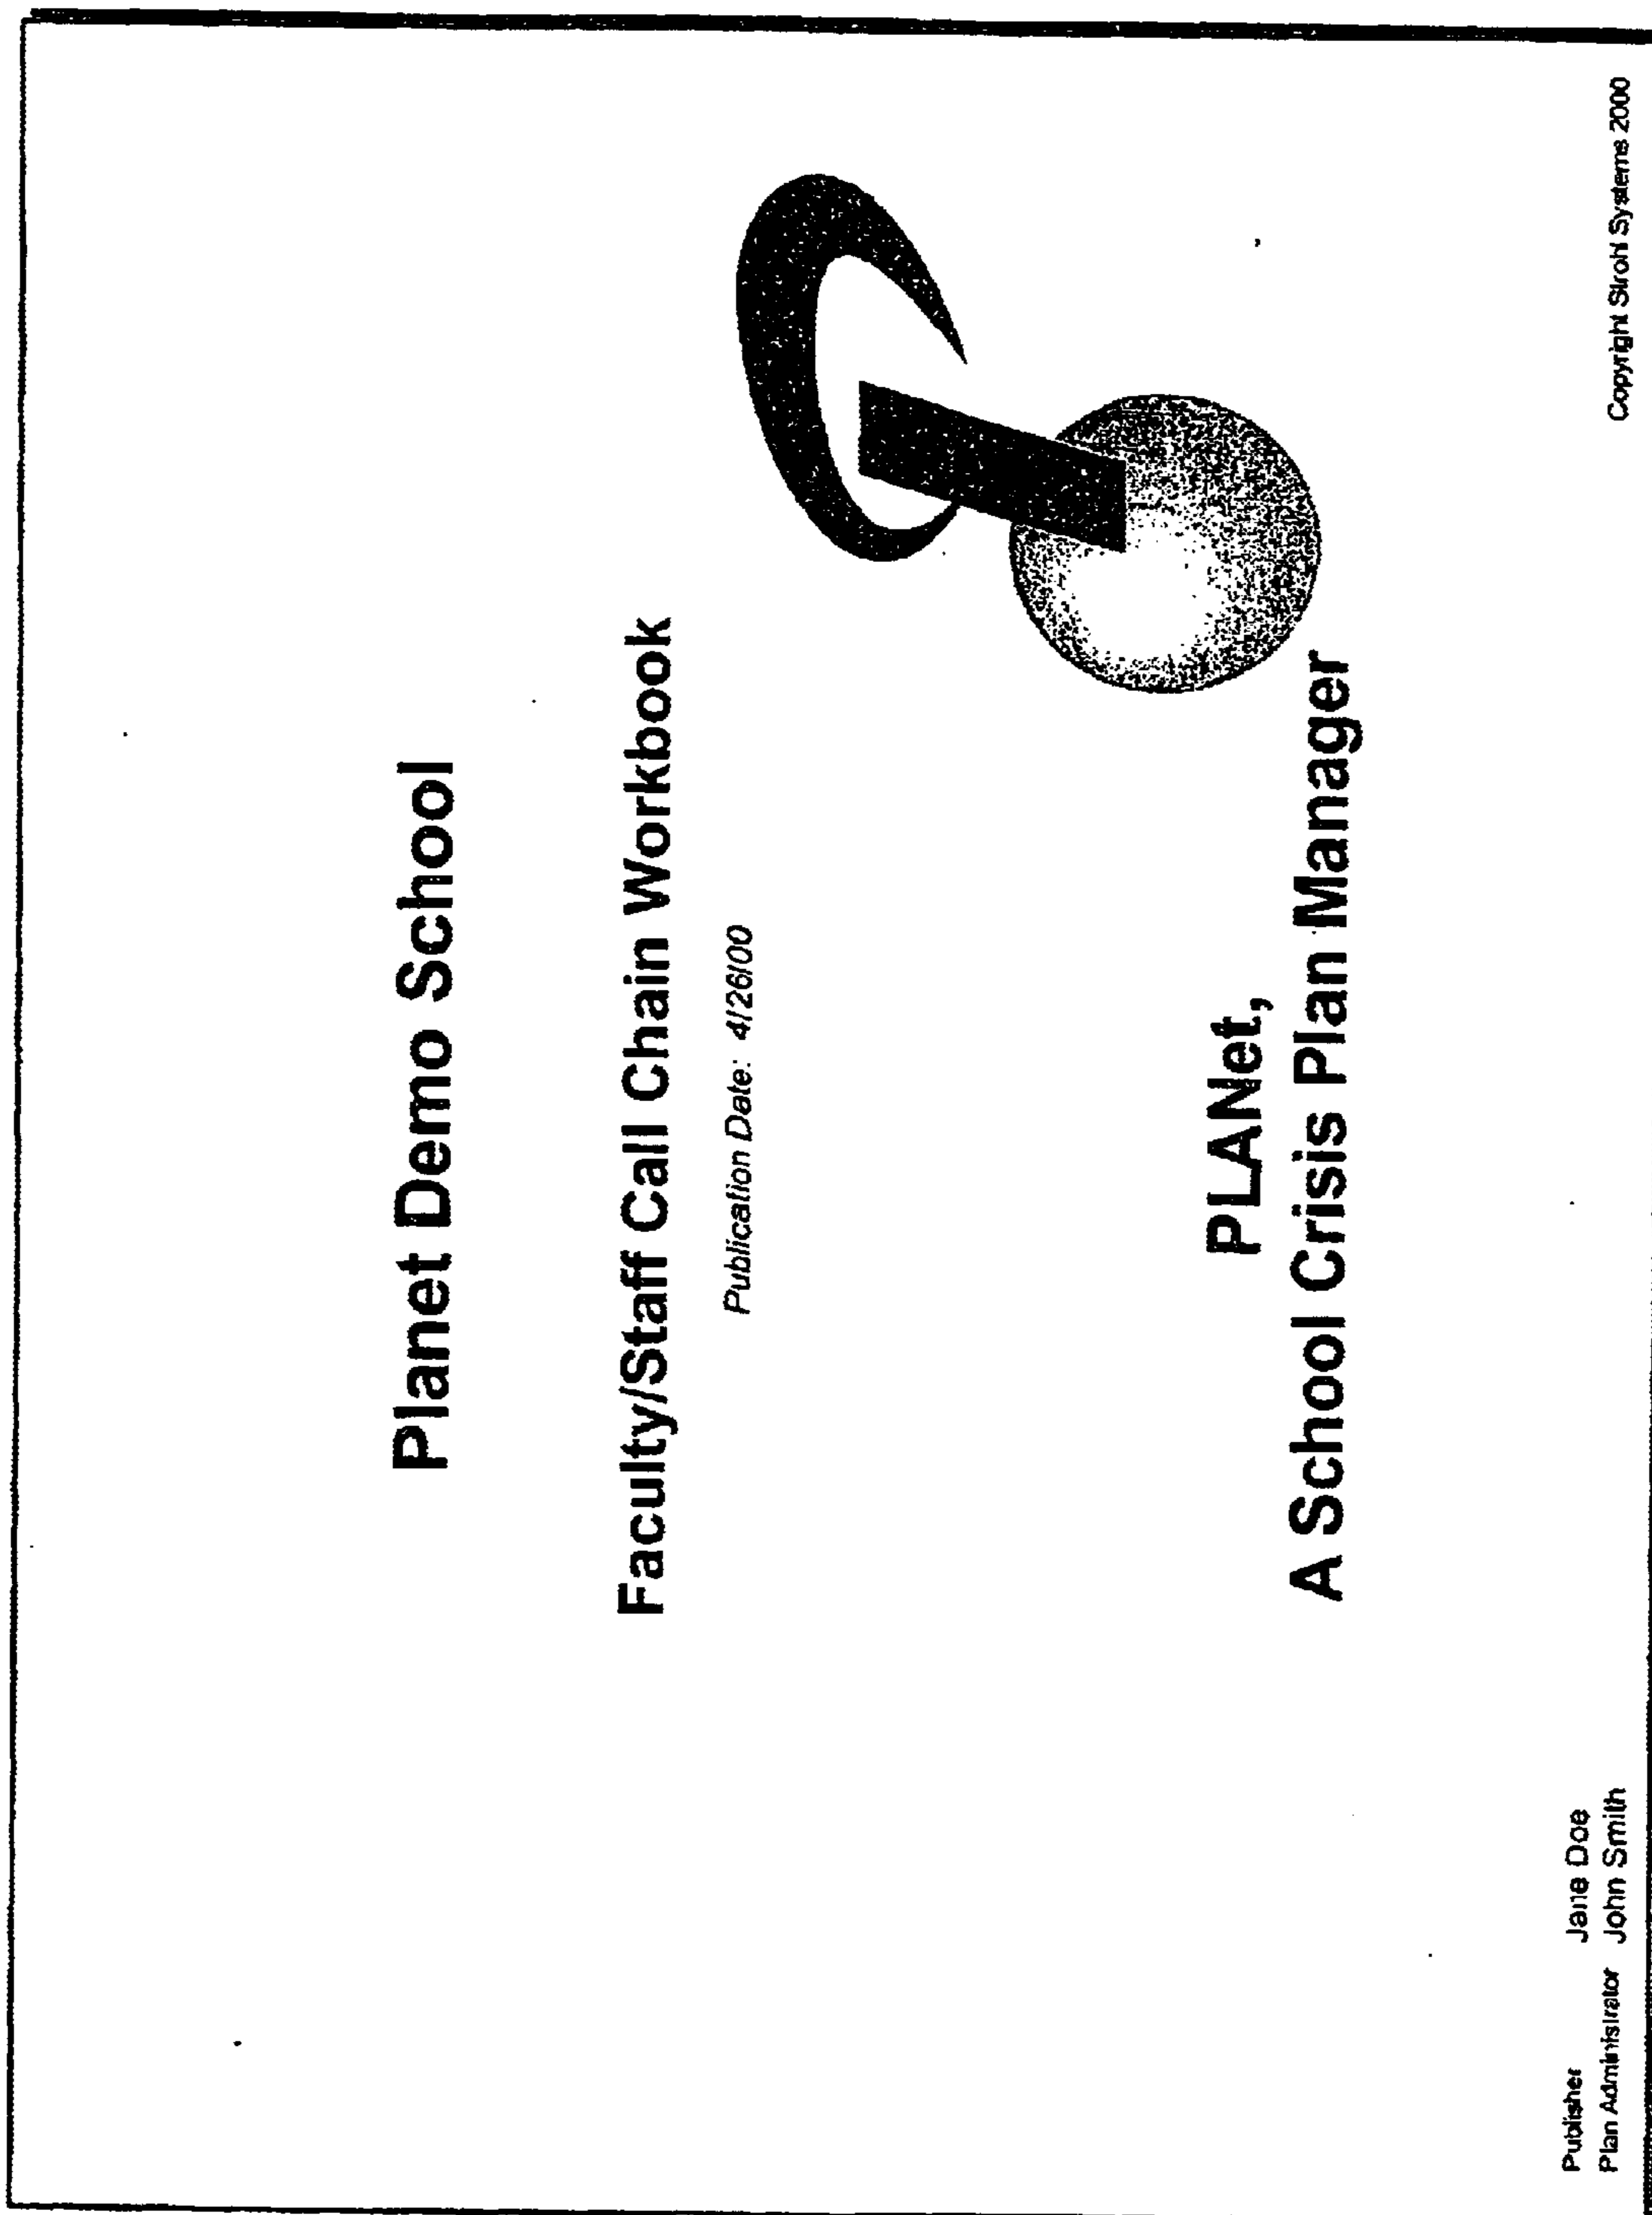 Planet Demo School
Faculty/Staff Call Chain Workbook
Publication Date: 4/26/00
PLANet,
A School Crisis Plan Manager
Publisher Jane Doe
Plan Administrator John Smith
Copyright Strohl Systems 2000